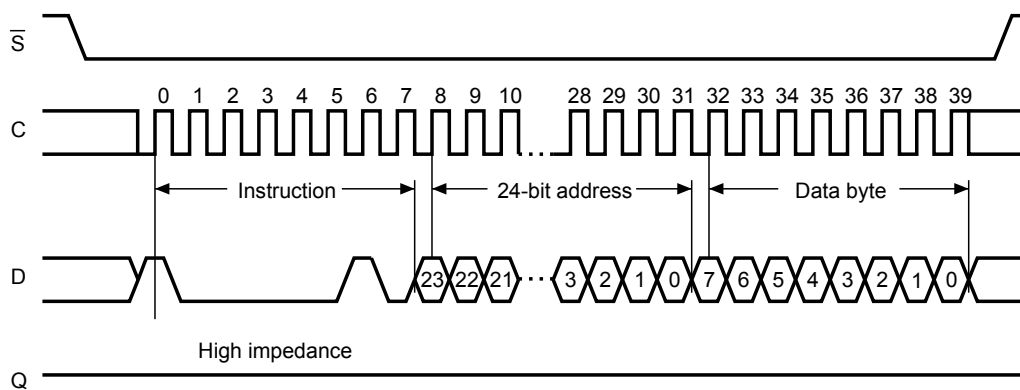 S
0 1 2 3 4 5 6 7 8 9 10 28 29 30 31 32 33 34 35 36 37 38 39
C
Instruction 24-bit address Data byte
D 23 22 21 3 2 1 0 7 6 5 4 3 2 1 0
High impedance
Q